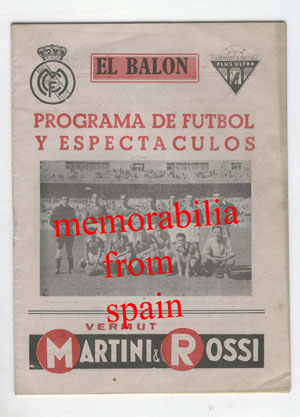 EL BALON
PLUS ULTRA
PROGRAMA DE FUTBOL
Y ESPECTACULOS
memorabilia
from
spain
VERMUT
MARTINI & ROSSI